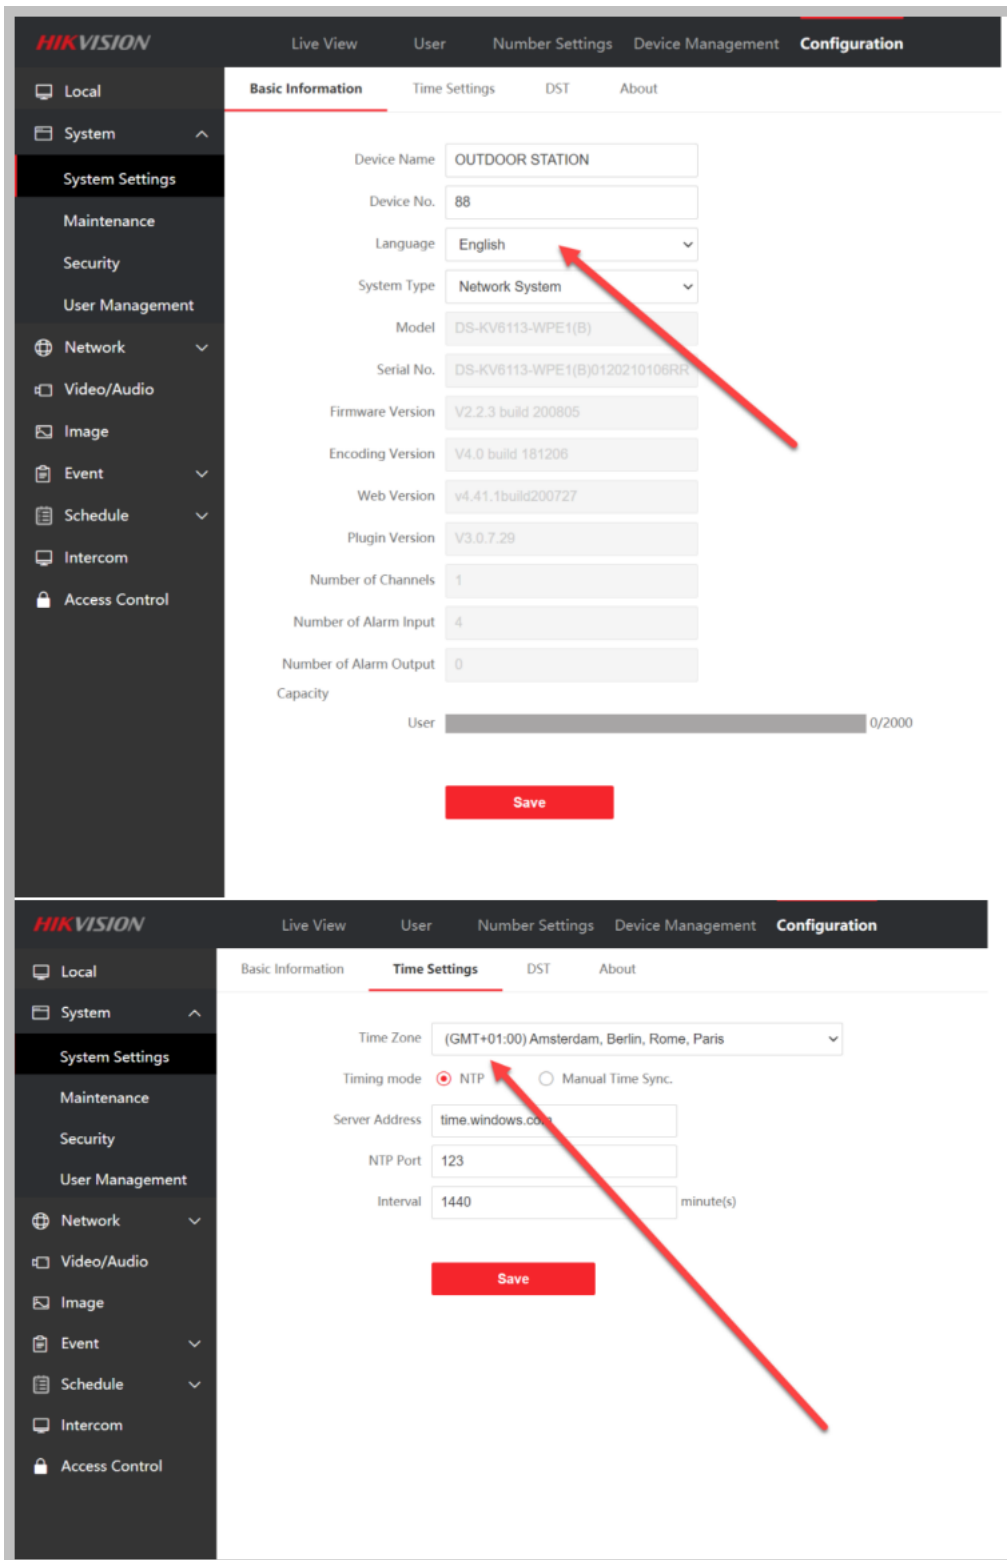 HIKVISION Live View User Number Settings Device Management Configuration
Local
Basic Information Time Settings DST About
System
System Settings
Maintenance
Security
User Management
Network
Video/Audio
Image
Event
Schedule
Intercom
Access Control
Device Name OUTDOOR STATION
Device No. 88
Language English
System Type Network System
Model DS-KV6113-WPE1(B)
Serial No. DS-KV6113-WPE1(B)0120210106RR
Firmware Version V2.2.3 build 200805
Encoding Version V4.0 build 181206
Web Version v4.41.1build200727
Plugin Version V3.0.7.29
Number of Channels 1
Number of Alarm Input 4
Number of Alarm Output 0
Capacity
User 0/2000
Save
HIKVISION Live View User Number Settings Device Management Configuration
Local
Basic Information Time Settings DST About
System
System Settings
Maintenance
Security
User Management
Network
Video/Audio
Image
Event
Schedule
Intercom
Access Control
Time Zone (GMT+01:00) Amsterdam, Berlin, Rome, Paris
Timing mode NTP Manual Time Sync.
Server Address time.windows.com
NTP Port 123
Interval 1440 minute(s)
Save